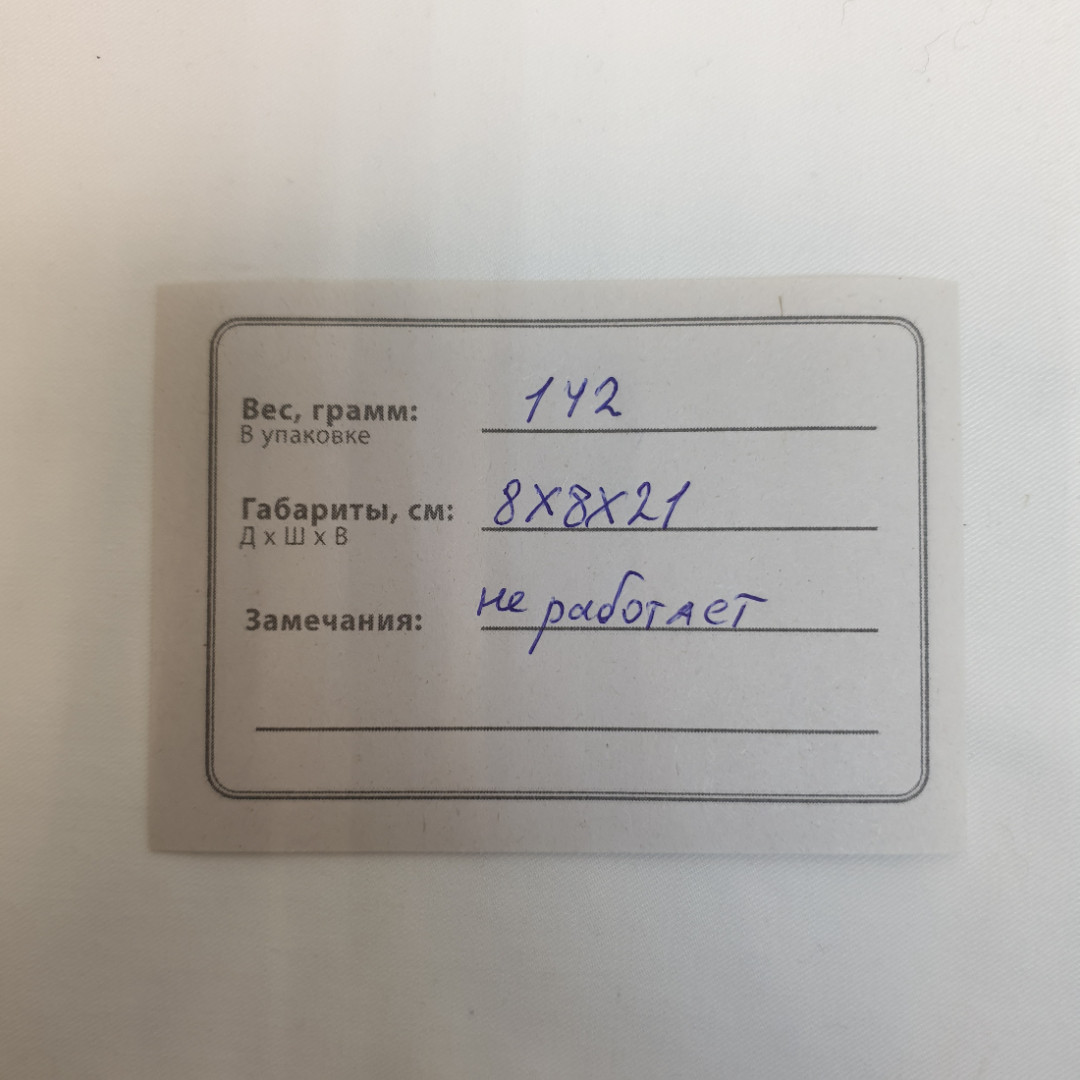 Вес, грамм: 142
В упаковке
Габариты, см: 8X8X21
Д х Ш х В
Замечания: не работает